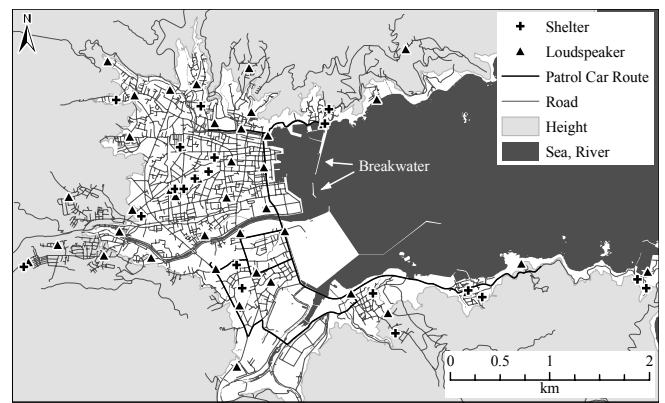 N
Shelter
Loudspeaker
Patrol Car Route
Road
Height
Sea, River
Breakwater
0 0.5 1 2
km